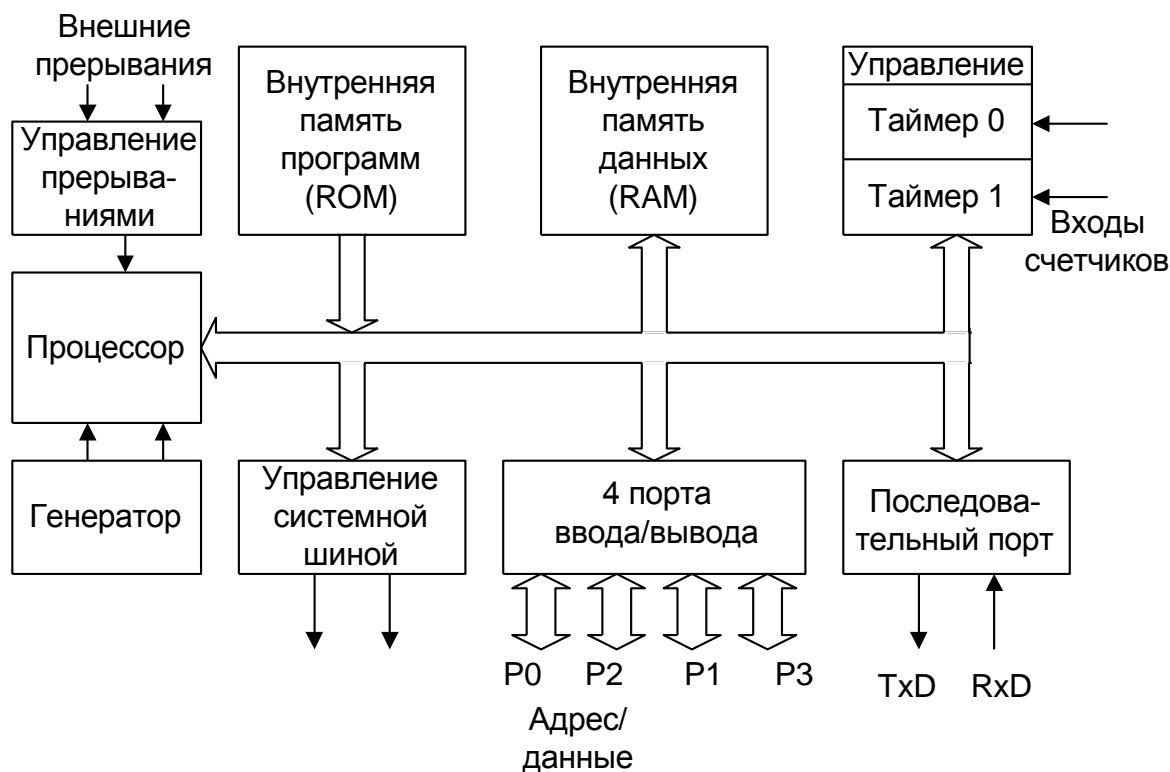 Внешние
прерывания
Управление
прерыва-
ниями
Внутренняя
память
программ
(ROM)
Внутренняя
память
данных
(RAM)
Управление
Таймер 0
Таймер 1
Входы
счетчиков
Процессор
Генератор
Управление
системной
шиной
4 порта
ввода/вывода
Последова-
тельный порт
P0
P2
P1
P3
Адрес/
данные
TxD
RxD